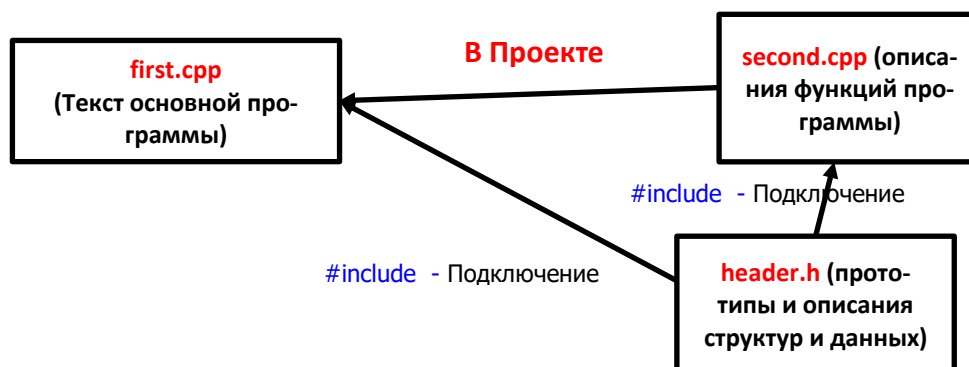 first.cpp
(Текст основной про-
граммы)
В Проекте
second.cpp (описа-
ния функций про-
граммы)
#include - Подключение
#include - Подключение
header.h (прото-
типы и описания
структур и данных)